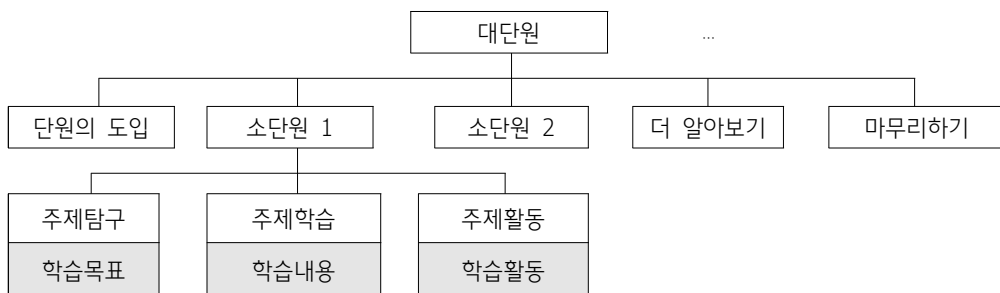 대단원 ...
단원의 도입 소단원 1 소단원 2 더 알아보기 마무리하기
주제탐구 주제학습 주제활동
학습목표 학습내용 학습활동